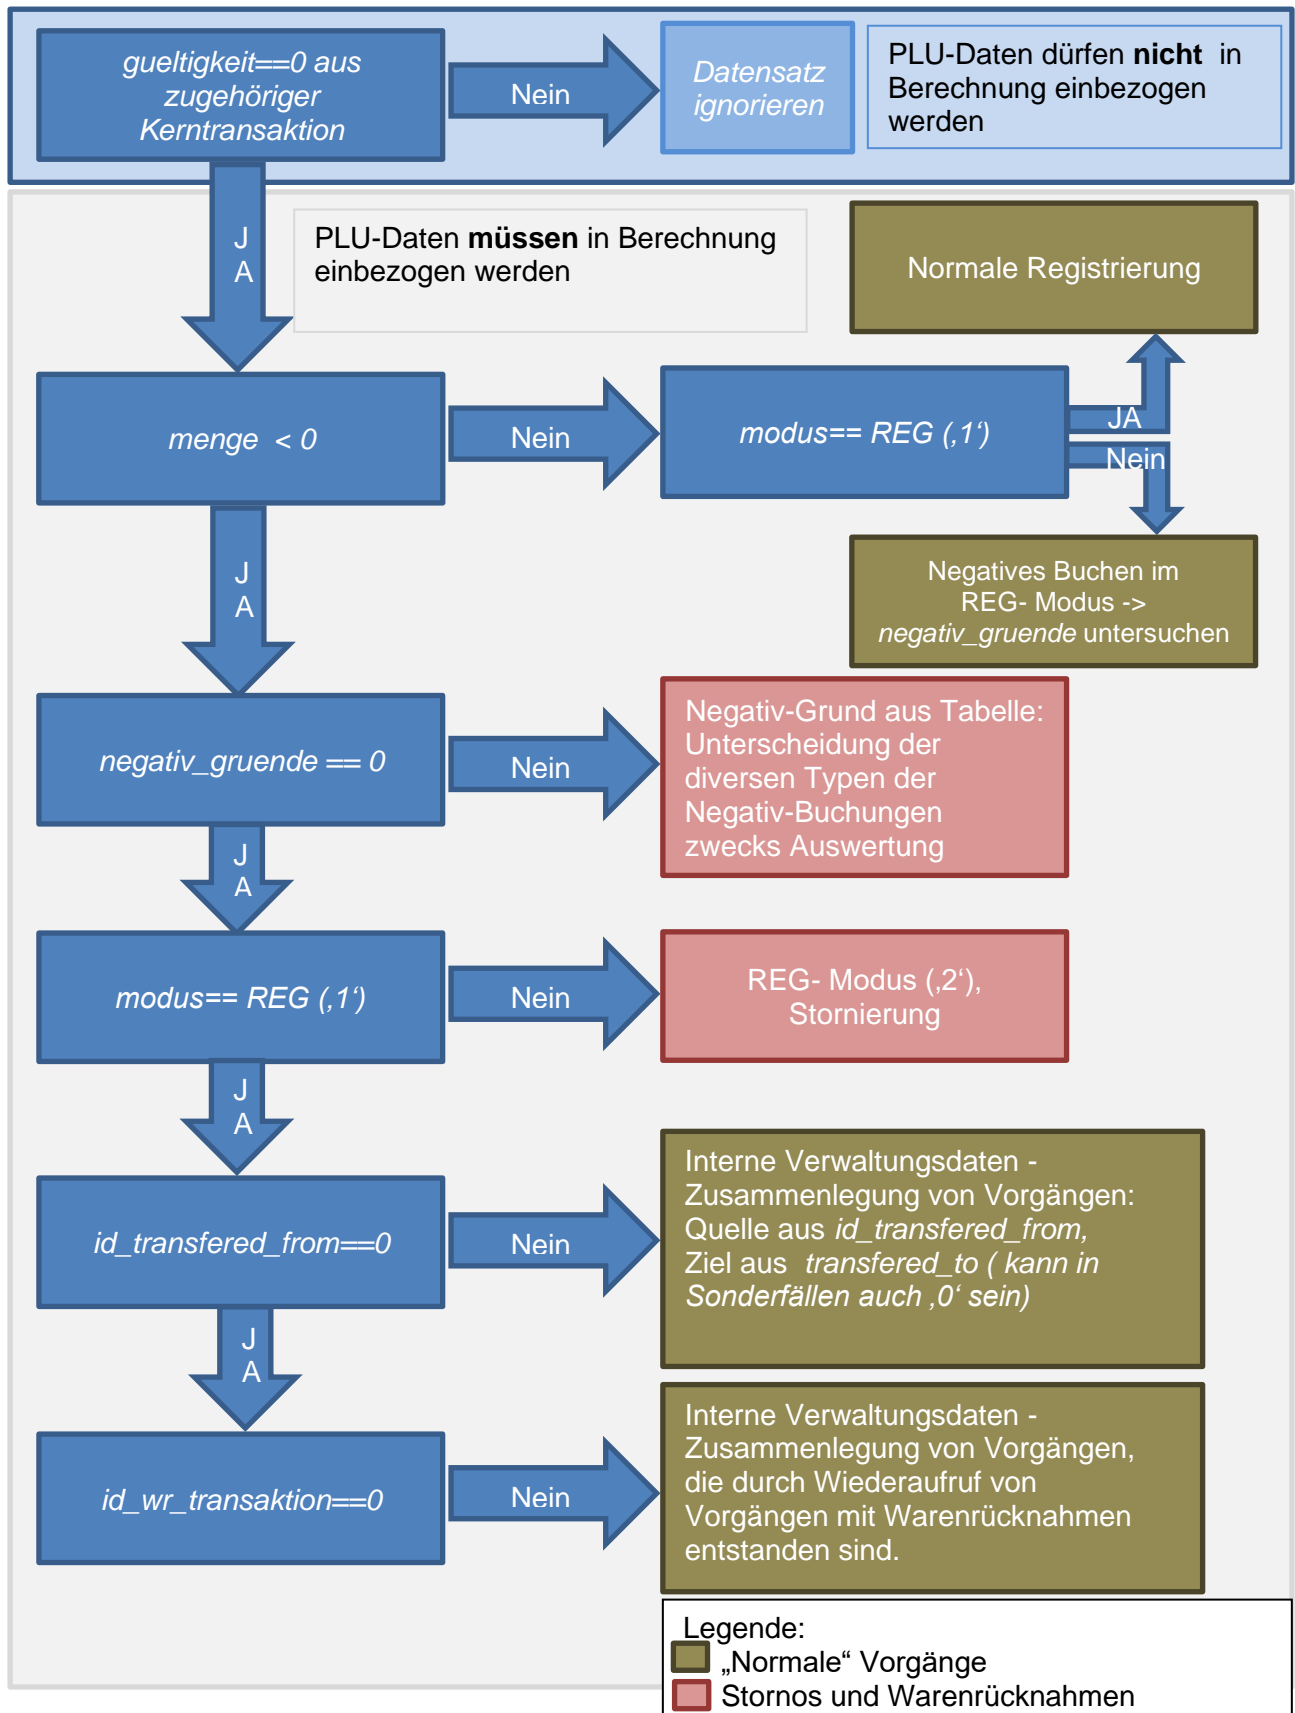 gueltigkeit==0 aus
zugehöriger
Kerntransaktion
Nein
Datensatz
ignorieren
PLU-Daten dürfen nicht in
Berechnung einbezogen
werden
J
A
PLU-Daten müssen in Berechnung
einbezogen werden
Normale Registrierung
menge < 0
Nein
modus== REG (‚1‘)
JA
Nein
J
A
Negatives Buchen im
REG- Modus ->
negativ_gruende untersuchen
negativ_gruende == 0
Nein
Negativ-Grund aus Tabelle:
Unterscheidung der
diversen Typen der
Negativ-Buchungen
zwecks Auswertung
J
A
modus== REG (‚1‘)
Nein
REG- Modus (‚2‘),
Stornierung
J
A
id_transfered_from==0
Nein
Interne Verwaltungsdaten -
Zusammenlegung von Vorgängen:
Quelle aus id_transfered_from,
Ziel aus transfered_to ( kann in
Sonderfällen auch ‚0‘ sein)
J
A
id_wr_transaktion==0
Nein
Interne Verwaltungsdaten -
Zusammenlegung von Vorgängen,
die durch Wiederaufruf von
Vorgängen mit Warenrücknahmen
entstanden sind.
Legende:
„Normale“ Vorgänge
Stornos und Warenrücknahmen